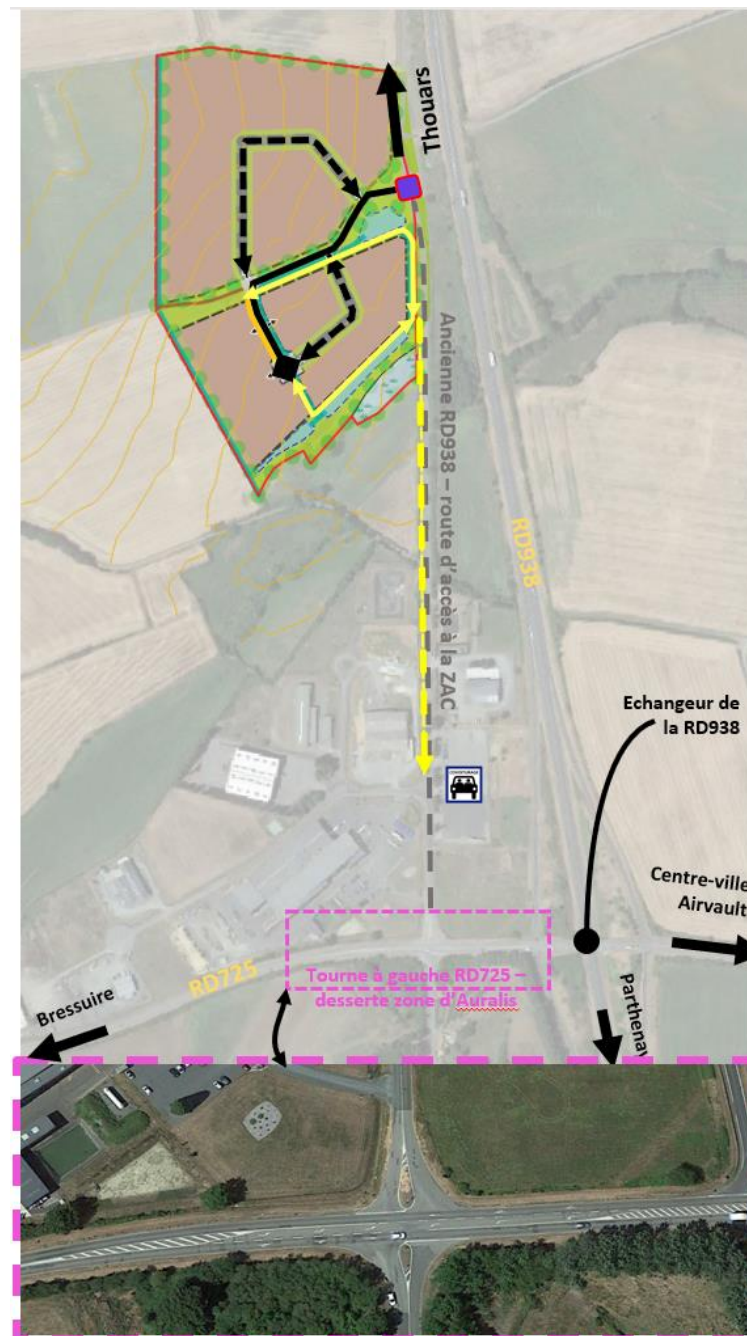 Thouars
Ancienne RD938 – route d'accès à la ZAC
RD938
Echangeur de
la RD938
COVOITURAGE
Centre-ville
Airvault
RD725
Tourne à gauche RD725 –
desserte zone d'Auralis
Bressuire
Parthenay